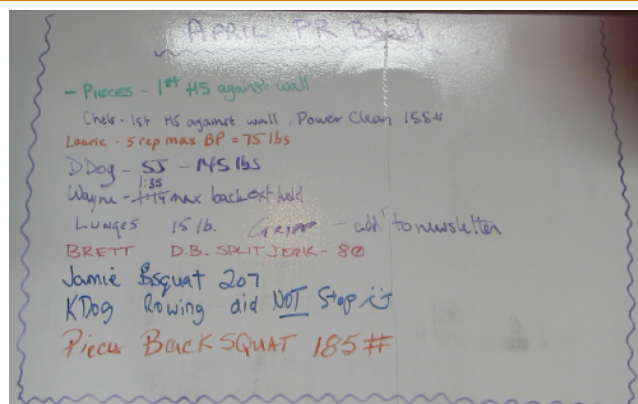 APRIL PR Board
- Pieces - 1st HS against wall
Chels - 1st HS against wall, Power Clean 155#
Laurie - 5 rep max BP = 75 lbs
DDog - SJ - 145 lbs
1:35
Wayne - max back ext hold
LUNGES 15 lb. - add to newsletter
BRETT D.B. SPLIT JERK - 80
Jamie Bsquat 207
KDog Rowing did NOT Stop
Pieces BACK SQUAT 185#